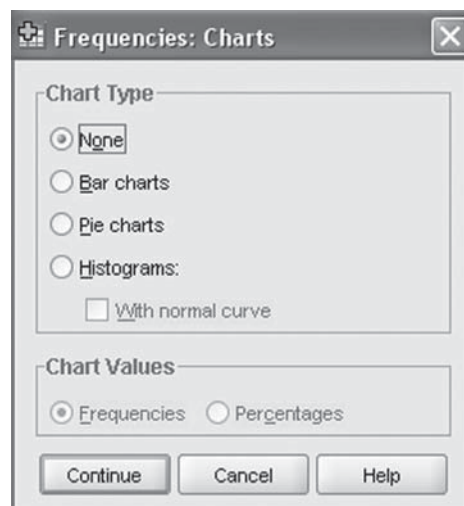 Frequencies: Charts
Chart Type
None
Bar charts
Pie charts
Histograms:
With normal curve
Chart Values
Frequencies Percentages
Continue Cancel Help